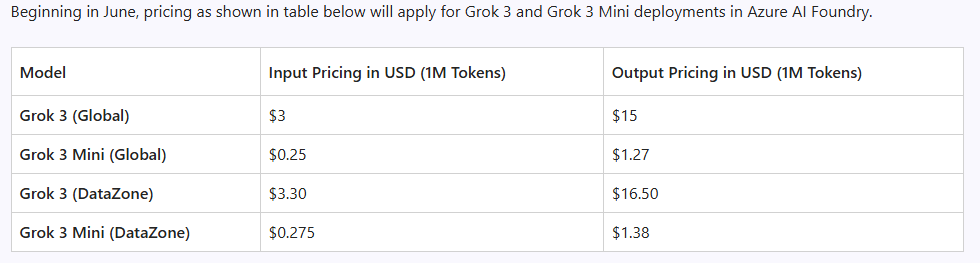 Beginning in June, pricing as shown in table below will apply for Grok 3 and Grok 3 Mini deployments in Azure AI Foundry.
Model Input Pricing in USD (1M Tokens) Output Pricing in USD (1M Tokens)
Grok 3 (Global) $3 $15
Grok 3 Mini (Global) $0.25 $1.27
Grok 3 (DataZone) $3.30 $16.50
Grok 3 Mini (DataZone) $0.275 $1.38